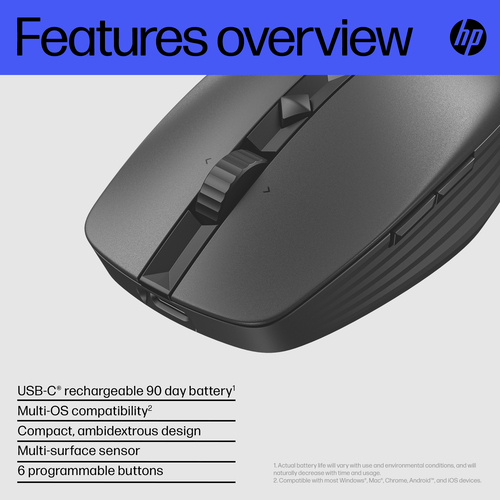 Features overview
hp
USB-C® rechargeable 90 day battery¹
Multi-OS compatibility²
Compact, ambidextrous design
Multi-surface sensor
6 programmable buttons
1. Actual battery life will vary with use and environmental conditions, and will
naturally decrease with time and usage.
2. Compatible with most Windows®, Mac®, Chrome, Android™, and iOS devices.